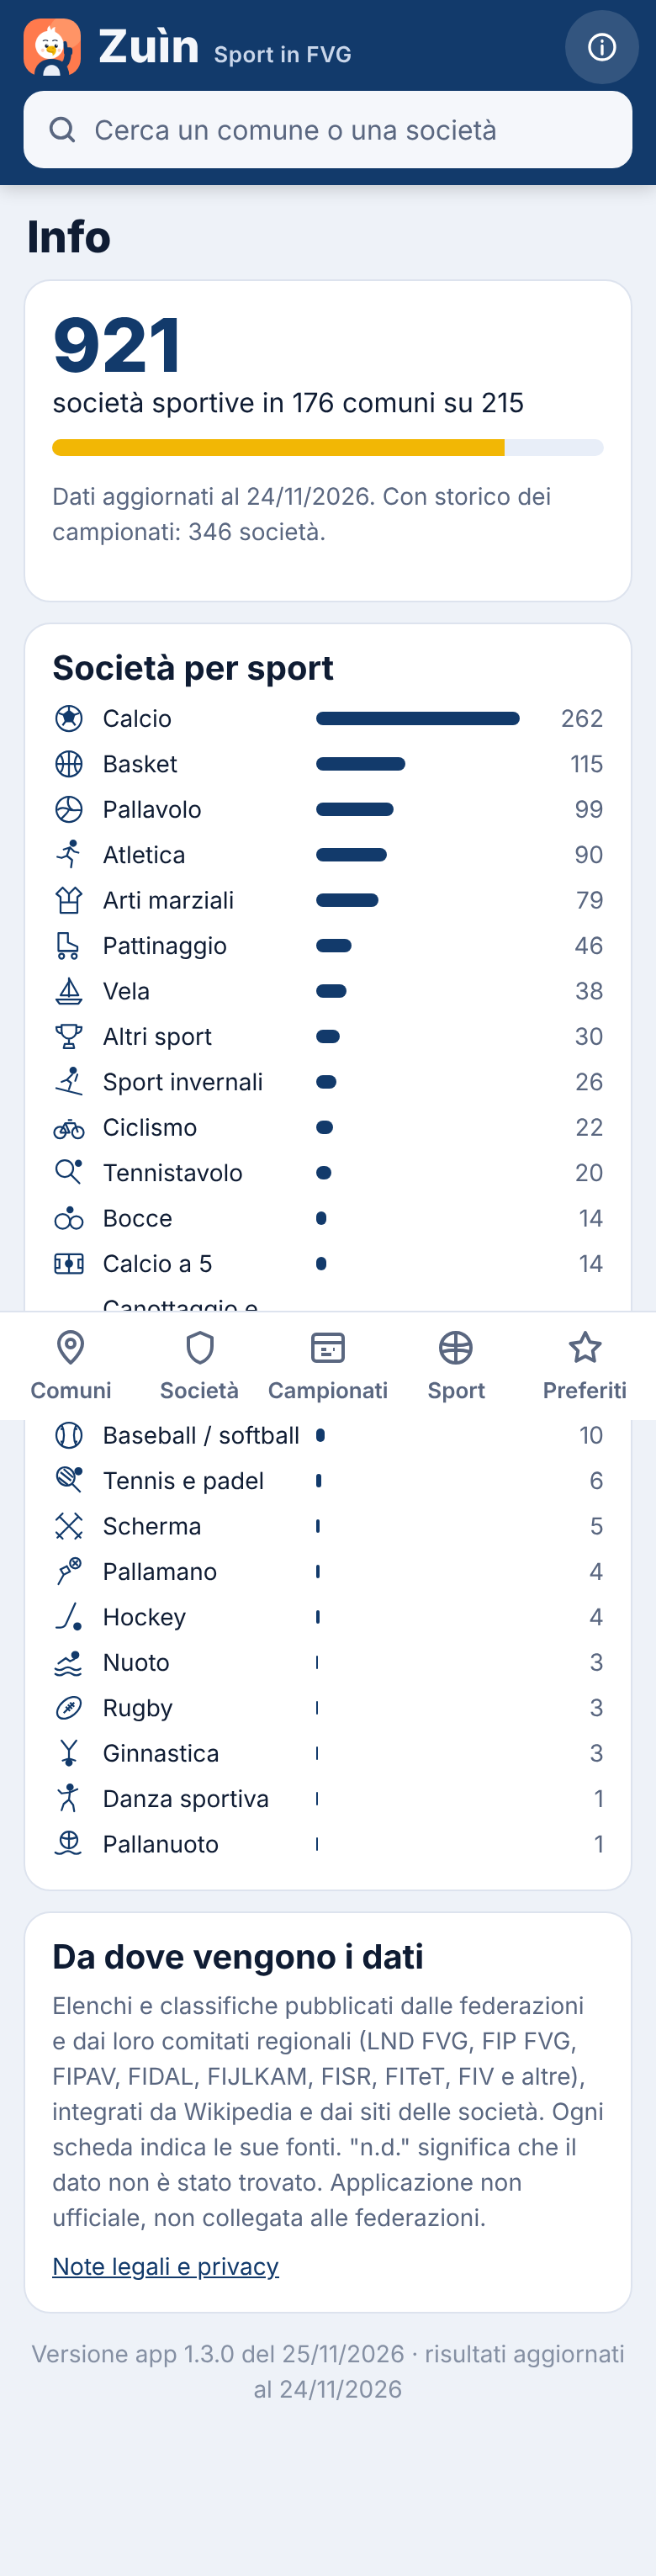 Zuìn Sport in FVG
Cerca un comune o una società
Info
921
società sportive in 176 comuni su 215
Dati aggiornati al 24/11/2026. Con storico dei
campionati: 346 società.
Società per sport
Calcio 262
Basket 115
Pallavolo 99
Atletica 90
Arti marziali 79
Pattinaggio 46
Vela 38
Altri sport 30
Sport invernali 26
Ciclismo 22
Tennistavolo 20
Bocce 14
Calcio a 5 14
Canottaggio e
Comuni Società Campionati Sport Preferiti
Baseball / softball 10
Tennis e padel 6
Scherma 5
Pallamano 4
Hockey 4
Nuoto 3
Rugby 3
Ginnastica 3
Danza sportiva 1
Pallanuoto 1
Da dove vengono i dati
Elenchi e classifiche pubblicati dalle federazioni
e dai loro comitati regionali (LND FVG, FIP FVG,
FIPAV, FIDAL, FIJLKAM, FISR, FITeT, FIV e altre),
integrati da Wikipedia e dai siti delle società. Ogni
scheda indica le sue fonti. "n.d." significa che il
dato non è stato trovato. Applicazione non
ufficiale, non collegata alle federazioni.
Note legali e privacy
Versione app 1.3.0 del 25/11/2026 · risultati aggiornati
al 24/11/2026